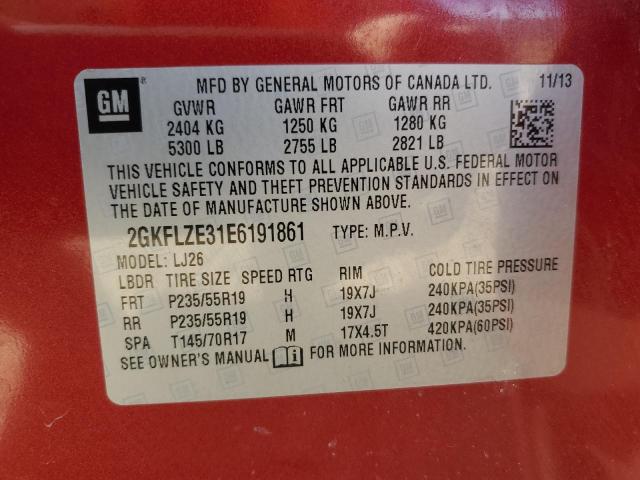 GM ® MFD BY GENERAL MOTORS OF CANADA LTD. 11/13
GVWR GAWR FRT GAWR RR
2404 KG 1250 KG 1280 KG
5300 LB 2755 LB 2821 LB
THIS VEHICLE CONFORMS TO ALL APPLICABLE U.S. FEDERAL MOTOR
VEHICLE SAFETY AND THEFT PREVENTION STANDARDS IN EFFECT ON
THE DATE OF MANUFACTURE SHOWN ABOVE.
2GKFLZE31E6191861 TYPE: M.P.V.
MODEL: LJ26
LBDR TIRE SIZE SPEED RTG RIM COLD TIRE PRESSURE
FRT P235/55R19 H 19X7J 240KPA(35PSI)
RR P235/55R19 H 19X7J 240KPA(35PSI)
SPA T145/70R17 M 17X4.5T 420KPA(60PSI)
SEE OWNER'S MANUAL i FOR MORE INFORMATION.